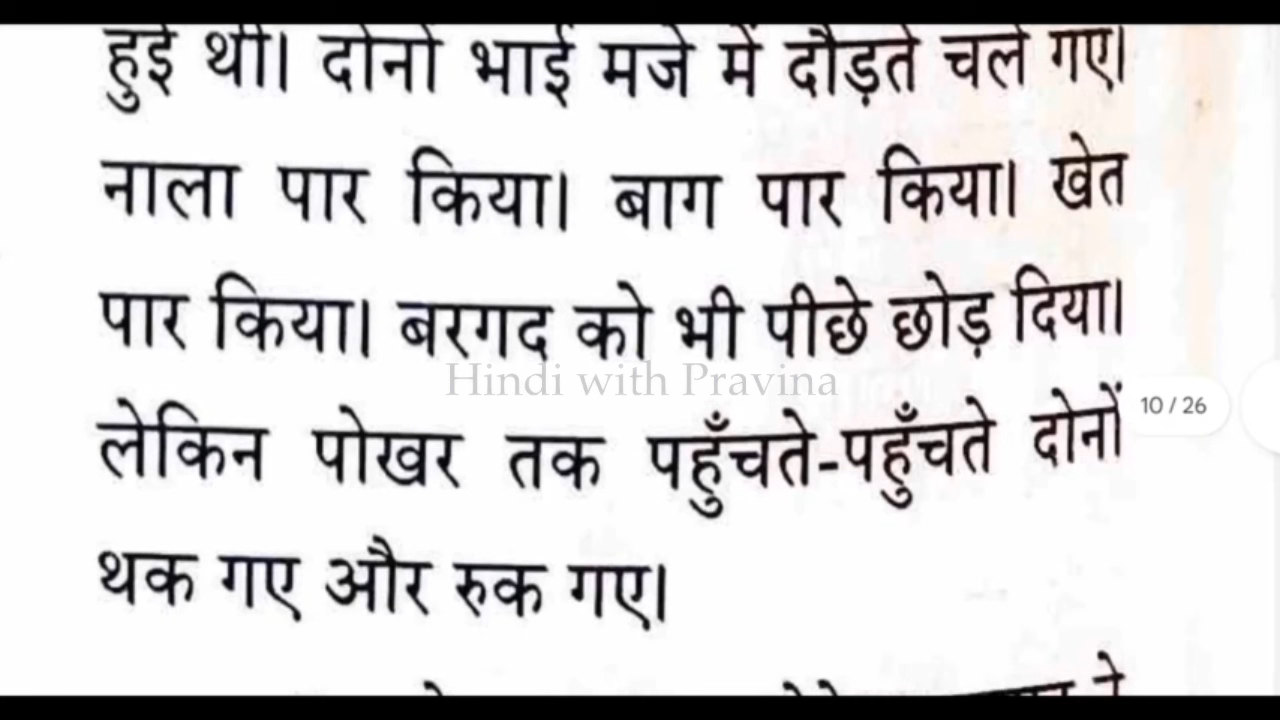 हुई थी। दोनों भाई मजे में दौड़ते चले गए।
नाला पार किया। बाग पार किया। खेत
पार किया। बरगद को भी पीछे छोड़ दिया।
Hindi with Pravina
लेकिन पोखर तक पहुँचते-पहुँचते दोनों
10 / 26
थक गए और रुक गए।